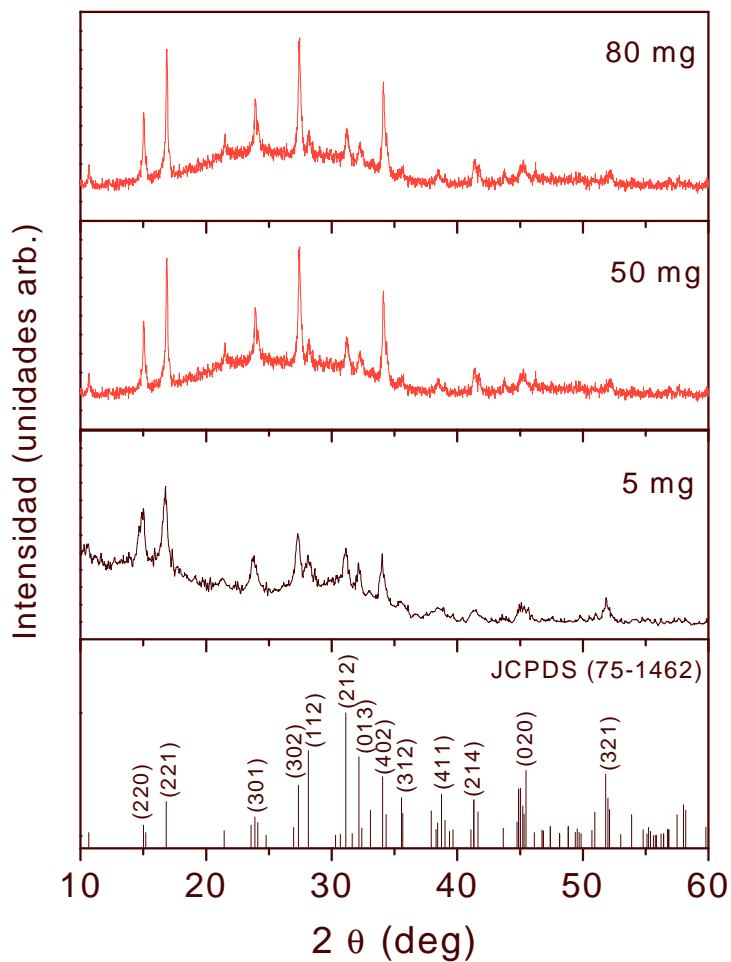 80 mg
50 mg
5 mg
JCPDS (75-1462)
(220)
(221)
(301)
(302)
(112)
(212)
(013)
(402)
(312)
(411)
(214)
(020)
(321)
Intensidad (unidades arb.)
10 20 30 40 50 60
2 θ (deg)